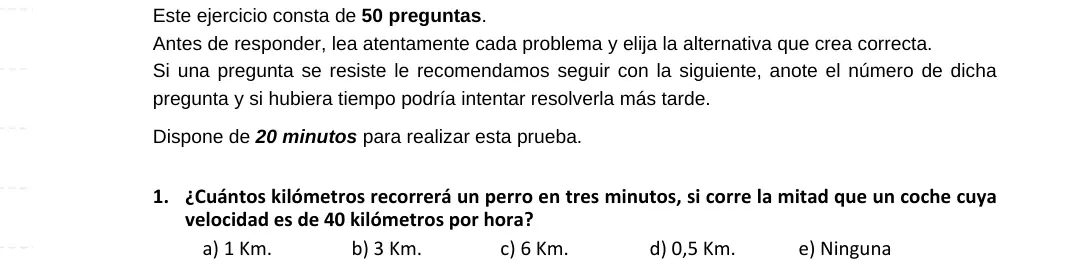 Este ejercicio consta de 50 preguntas.
Antes de responder, lea atentamente cada problema y elija la alternativa que crea correcta.
Si una pregunta se resiste le recomendamos seguir con la siguiente, anote el número de dicha
pregunta y si hubiera tiempo podría intentar resolverla más tarde.
Dispone de 20 minutos para realizar esta prueba.
1. ¿Cuántos kilómetros recorrerá un perro en tres minutos, si corre la mitad que un coche cuya
velocidad es de 40 kilómetros por hora?
a) 1 Km. b) 3 Km. c) 6 Km. d) 0,5 Km. e) Ninguna